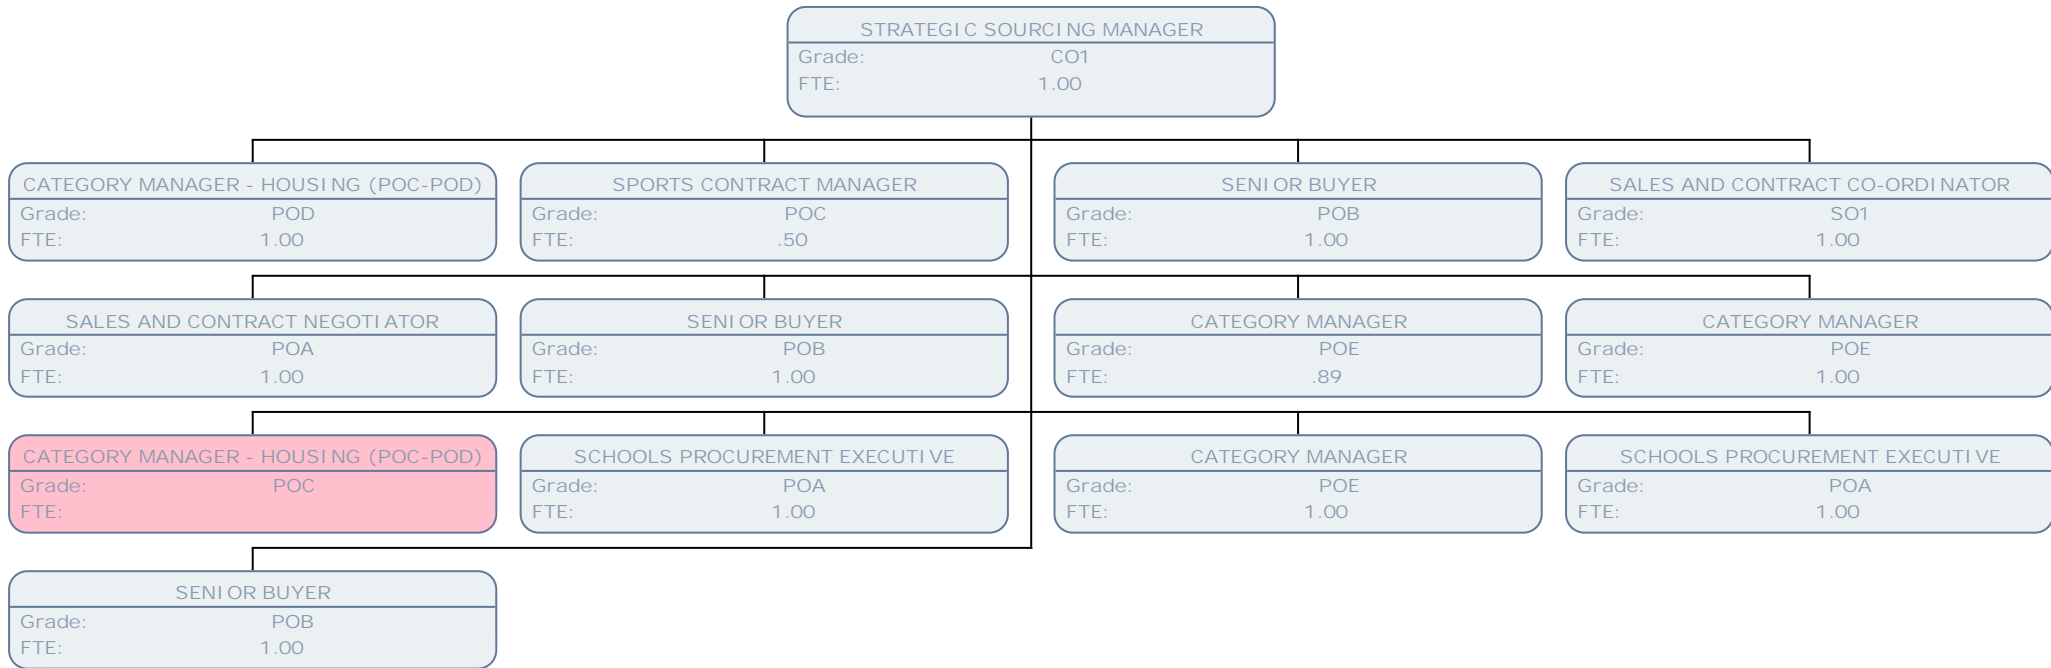 STRATEGIC SOURCING MANAGER
Grade: CO1
FTE: 1.00
CATEGORY MANAGER - HOUSING (POC-POD)
Grade: POD
FTE: 1.00
SPORTS CONTRACT MANAGER
Grade: POC
FTE: .50
SENIOR BUYER
Grade: POB
FTE: 1.00
SALES AND CONTRACT CO-ORDINATOR
Grade: SO1
FTE: 1.00
SALES AND CONTRACT NEGOTIATOR
Grade: POA
FTE: 1.00
SENIOR BUYER
Grade: POB
FTE: 1.00
CATEGORY MANAGER
Grade: POE
FTE: .89
CATEGORY MANAGER
Grade: POE
FTE: 1.00
CATEGORY MANAGER - HOUSING (POC-POD)
Grade: POC
FTE:
SCHOOLS PROCUREMENT EXECUTIVE
Grade: POA
FTE: 1.00
CATEGORY MANAGER
Grade: POE
FTE: 1.00
SCHOOLS PROCUREMENT EXECUTIVE
Grade: POA
FTE: 1.00
SENIOR BUYER
Grade: POB
FTE: 1.00